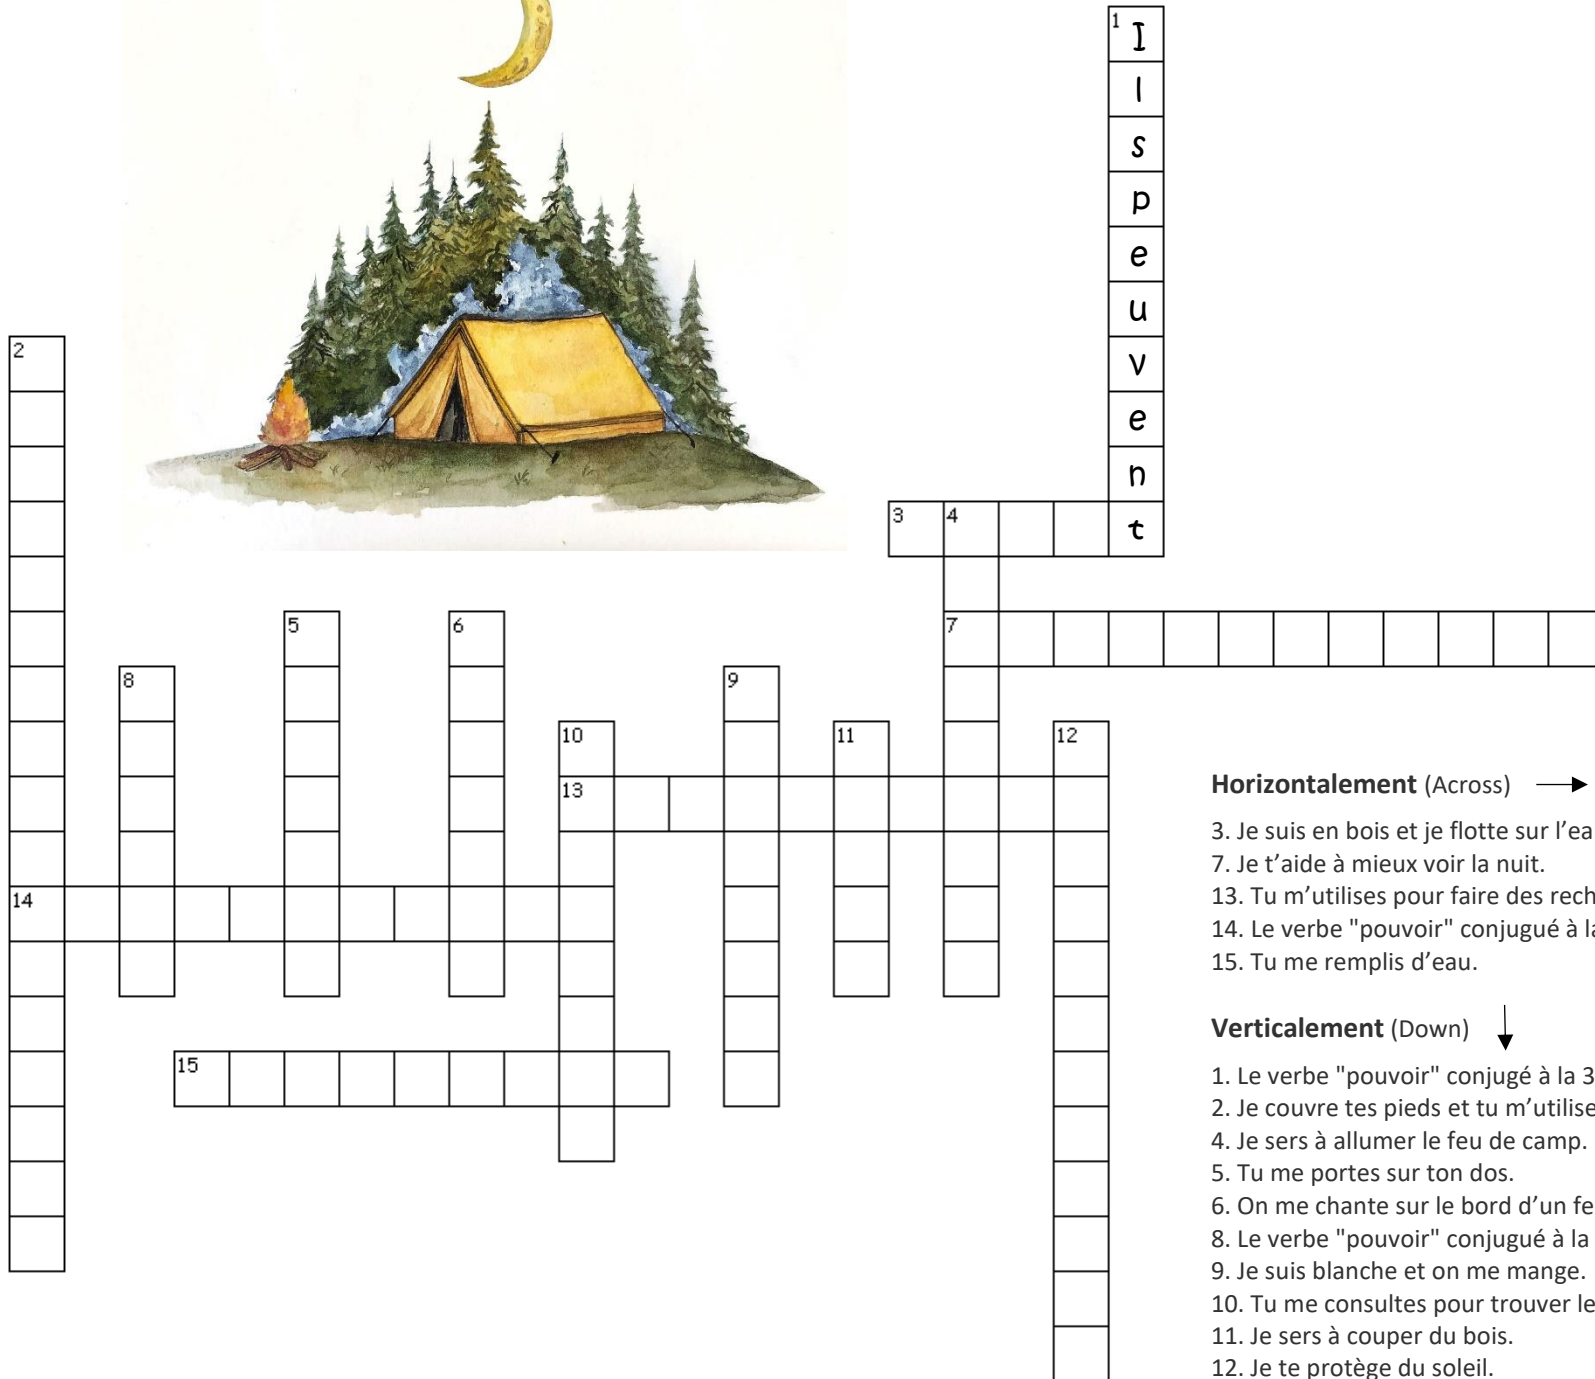 1
I
l
s
p
e
u
v
e
n
t
2
3 4
5 6 7
8 9
10 11 12
13
14
15
Horizontalement (Across)
3. Je suis en bois et je flotte sur l'ea
7. Je t'aide à mieux voir la nuit.
13. Tu m'utilises pour faire des rech
14. Le verbe "pouvoir" conjugué à la
15. Tu me remplis d'eau.
Verticalement (Down)
1. Le verbe "pouvoir" conjugé à la 3
2. Je couvre tes pieds et tu m'utilise
4. Je sers à allumer le feu de camp.
5. Tu me portes sur ton dos.
6. On me chante sur le bord d'un fe
8. Le verbe "pouvoir" conjugué à la
9. Je suis blanche et on me mange.
10. Tu me consultes pour trouver le
11. Je sers à couper du bois.
12. Je te protège du soleil.